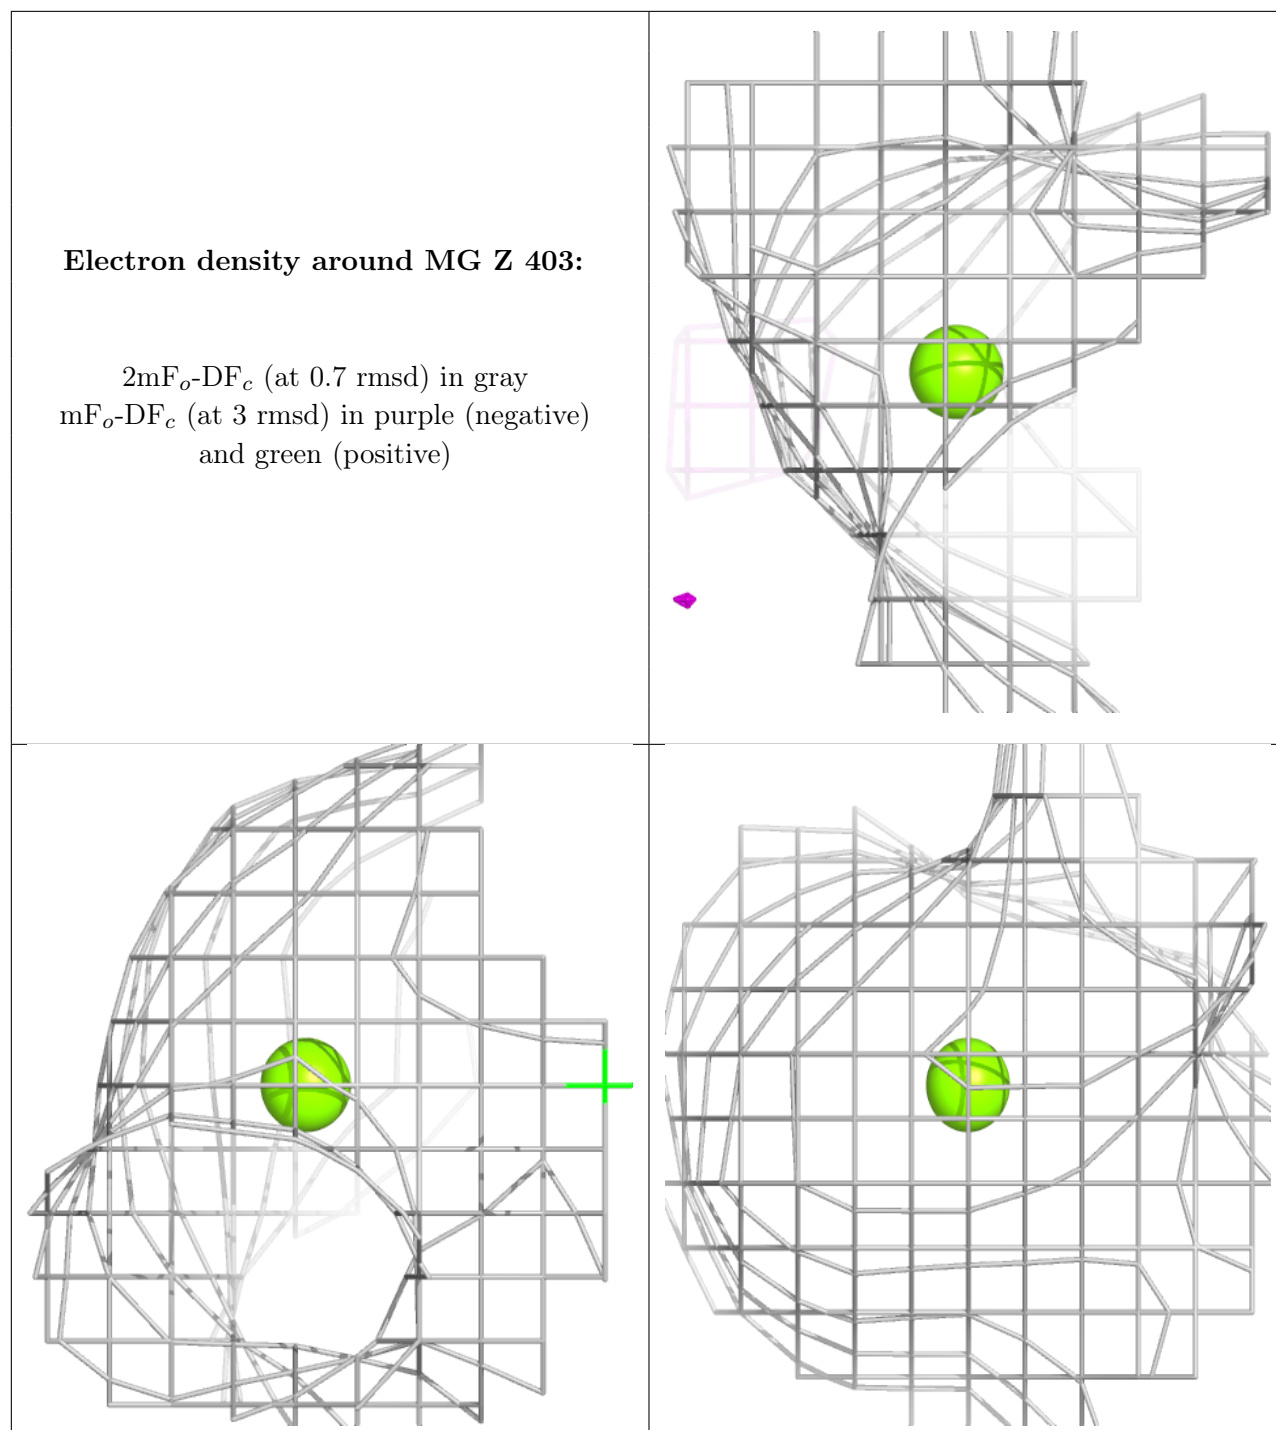 Electron density around MG Z 403:
2mFo-DFc (at 0.7 rmsd) in gray
mFo-DFc (at 3 rmsd) in purple (negative)
and green (positive)